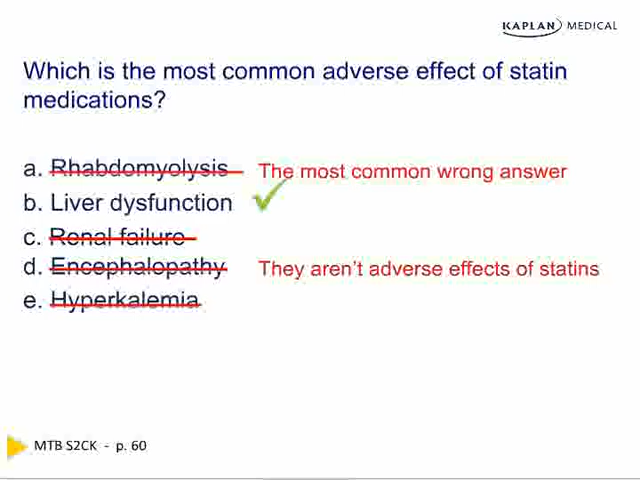 KAPLAN MEDICAL
Which is the most common adverse effect of statin
medications?
a. Rhabdomyolysis The most common wrong answer
b. Liver dysfunction
c. Renal failure
d. Encephalopathy They aren't adverse effects of statins
e. Hyperkalemia
MTB S2CK - p. 60